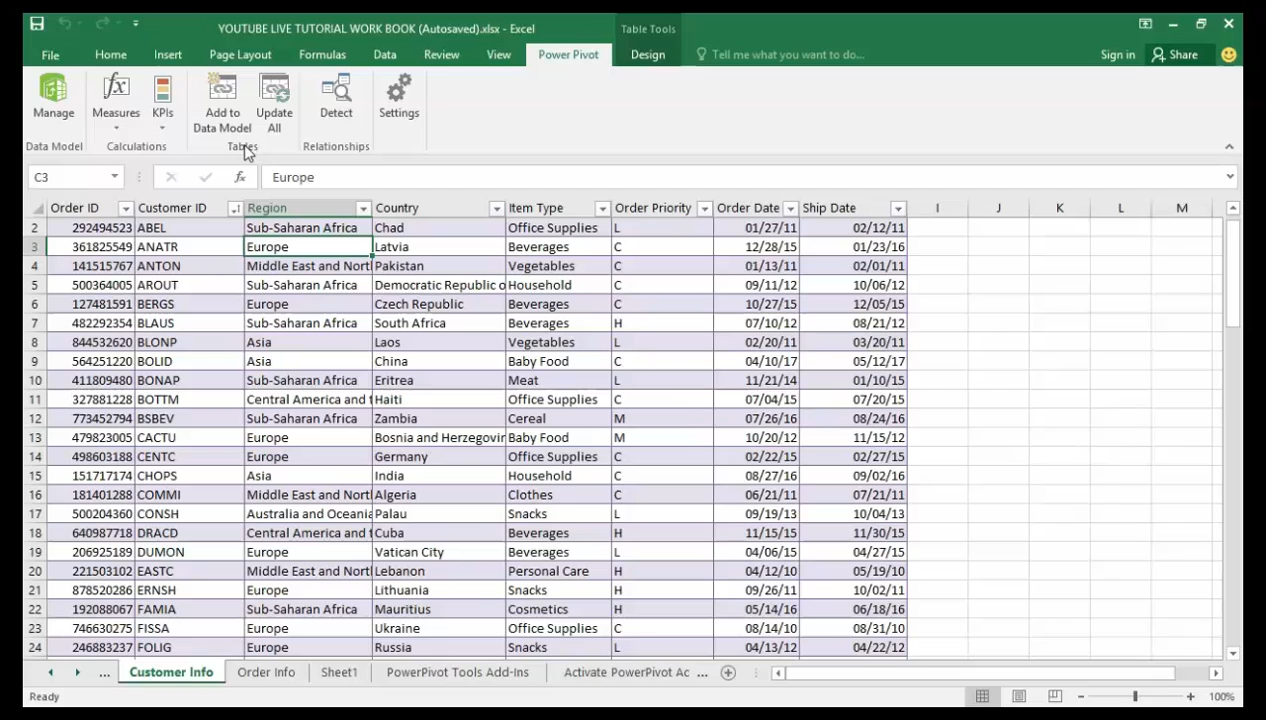 YOUTUBE LIVE TUTORIAL WORK BOOK (Autosaved).xlsx - Excel
Table Tools
File Home Insert Page Layout Formulas Data Review View Power Pivot Design Tell me what you want to do... Sign in Share
Manage Measures KPIs Add to Data Model Update All Detect Settings
Data Model Calculations Tables Relationships
C3 fx Europe
Order ID Customer ID Region Country Item Type Order Priority Order Date Ship Date I J K L M
2 292494523 ABEL Sub-Saharan Africa Chad Office Supplies L 01/27/11 02/12/11
3 361825549 ANATR Europe Latvia Beverages C 12/28/15 01/23/16
4 141515767 ANTON Middle East and Nort Pakistan Vegetables C 01/13/11 02/01/11
5 500364005 AROUT Sub-Saharan Africa Democratic Republic o Household C 09/11/12 10/06/12
6 127481591 BERGS Europe Czech Republic Beverages C 10/27/15 12/05/15
7 482292354 BLAUS Sub-Saharan Africa South Africa Beverages H 07/10/12 08/21/12
8 844532620 BLONP Asia Laos Vegetables L 02/20/11 03/20/11
9 564251220 BOLID Asia China Baby Food C 04/10/17 05/12/17
10 411809480 BONAP Sub-Saharan Africa Eritrea Meat L 11/21/14 01/10/15
11 327881228 BOTTM Central America and t Haiti Office Supplies C 07/04/15 07/20/15
12 773452794 BSBEV Sub-Saharan Africa Zambia Cereal M 07/26/16 08/24/16
13 479823005 CACTU Europe Bosnia and Herzegovir Baby Food M 10/20/12 11/15/12
14 498603188 CENTC Europe Germany Office Supplies C 02/22/15 02/27/15
15 151717174 CHOPS Asia India Household C 08/27/16 09/02/16
16 181401288 COMMI Middle East and Nort Algeria Clothes C 06/21/11 07/21/11
17 500204360 CONSH Australia and Oceania Palau Snacks L 09/19/13 10/04/13
18 640987718 DRACD Central America and t Cuba Beverages H 11/15/15 11/30/15
19 206925189 DUMON Europe Vatican City Beverages L 04/06/15 04/27/15
20 221503102 EASTC Middle East and Nort Lebanon Personal Care H 04/12/10 05/19/10
21 878520286 ERNSH Europe Lithuania Snacks H 09/26/11 10/02/11
22 192088067 FAMIA Sub-Saharan Africa Mauritius Cosmetics H 05/14/16 06/18/16
23 746630275 FISSA Europe Ukraine Office Supplies C 08/14/10 08/31/10
24 246883237 FOLIG Europe Russia Snacks L 04/13/12 04/22/12
... Customer Info Order Info Sheet1 PowerPivot Tools Add-Ins Activate PowerPivot Ac ...
Ready 100%